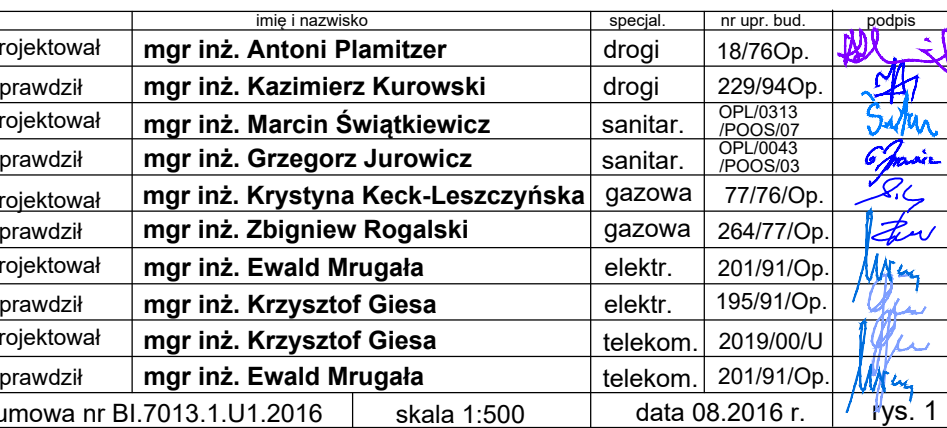 imię i nazwisko specjal. nr upr. bud. podpis
rojektował mgr inż. Antoni Plamitzer drogi 18/76Op.
prawdził mgr inż. Kazimierz Kurowski drogi 229/94Op.
rojektował mgr inż. Marcin Świątkiewicz sanitar. OPL/0313
/POOS/07
prawdził mgr inż. Grzegorz Jurowicz sanitar. OPL/0043
/POOS/03
rojektował mgr inż. Krystyna Keck-Leszczyńska gazowa 77/76/Op.
prawdził mgr inż. Zbigniew Rogalski gazowa 264/77/Op.
rojektował mgr inż. Ewald Mrugała elektr. 201/91/Op.
prawdził mgr inż. Krzysztof Giesa elektr. 195/91/Op.
rojektował mgr inż. Krzysztof Giesa telekom. 2019/00/U
prawdził mgr inż. Ewald Mrugała telekom. 201/91/Op.
umowa nr BI.7013.1.U1.2016 skala 1:500 data 08.2016 r. rys. 1